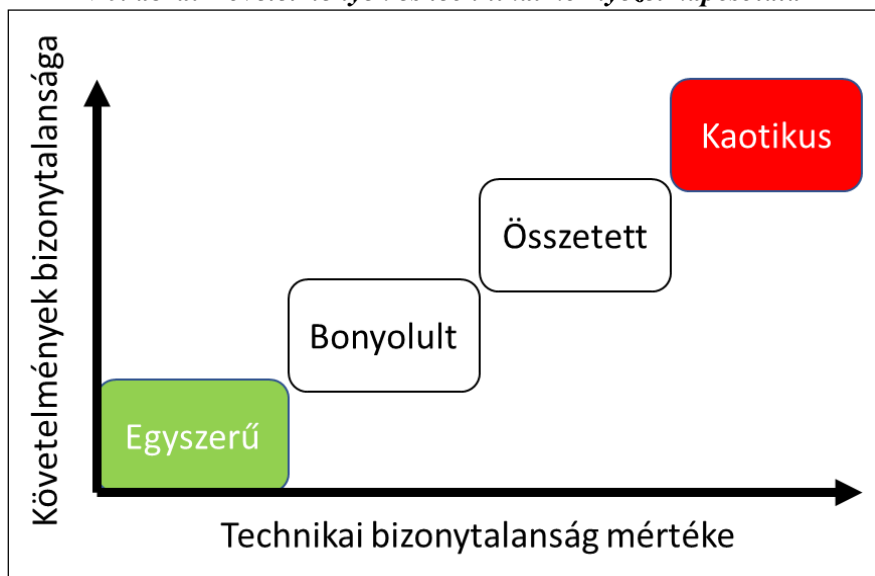 Követelmények bizonytalansága
Kaotikus
Összetett
Bonyolult
Egyszerű
Technikai bizonytalanság mértéke